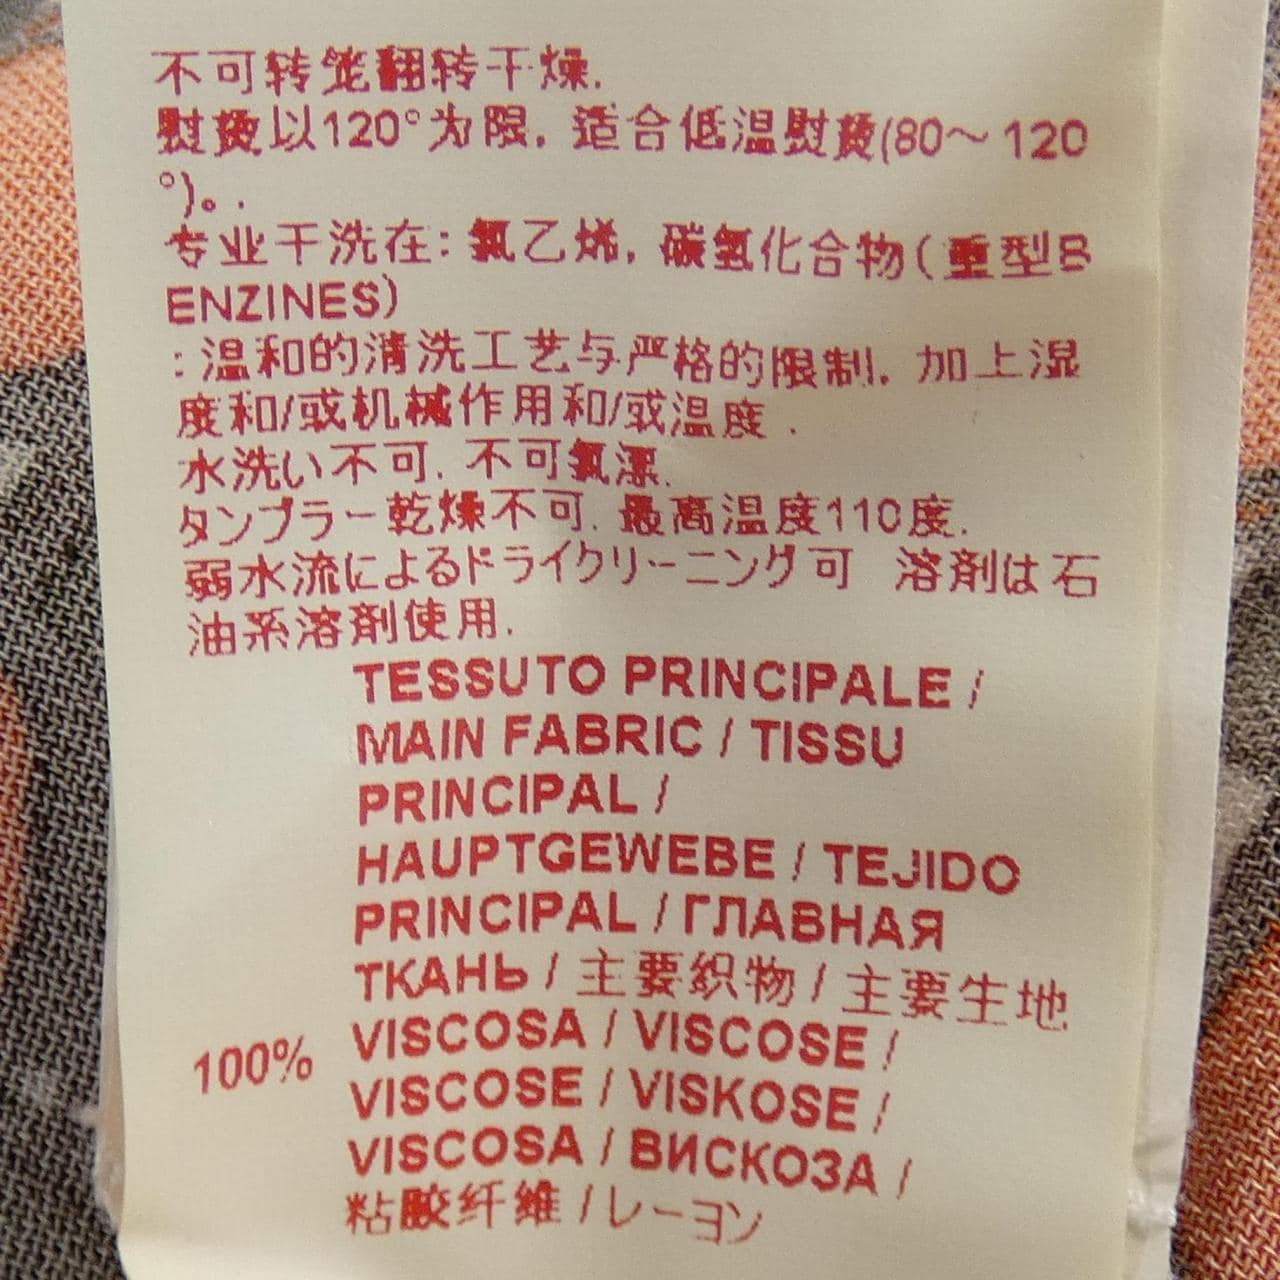 不可转笼翻转干燥.
熨烫以120°为限. 适合低温熨烫(80～120
°)。.
专业干洗在: 氯乙烯, 碳氢化合物(重型B
ENZINES)
:温和的清洗工艺与严格的限制. 加上湿
度和/或机械作用和/或温度.
水洗い不可. 不可氯漂.
タンブラー乾燥不可. 最高温度110度.
弱水流によるドライクリーニング可 溶剤は石
油系溶剤使用.
TESSUTO PRINCIPALE /
MAIN FABRIC / TISSU
PRINCIPAL /
HAUPTGEWEBE / TEJIDO
PRINCIPAL / ГЛАВНАЯ
ТКАНЬ / 主要织物 / 主要生地
100% VISCOSA / VISCOSE /
VISCOSE / VISKOSE /
VISCOSA / ВИСКОЗА /
粘胶纤维 / レーヨン